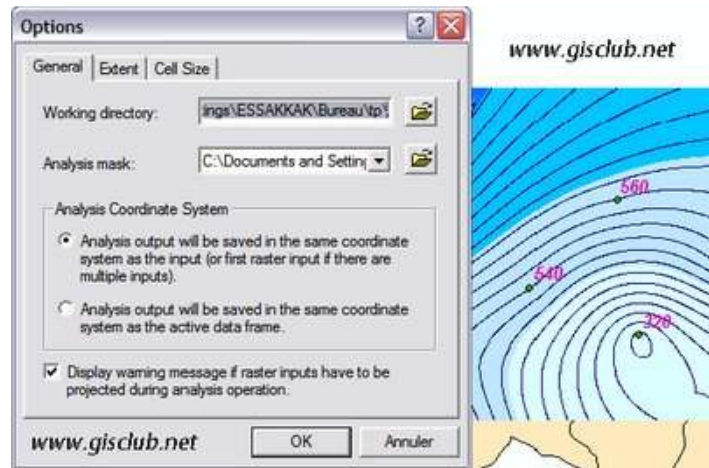 Options
General
Extent
Cell Size
Working directory:
ings\ESSAKKAK\Bureau\tp\
Analysis mask:
C:\Documents and Setting
Analysis Coordinate System
Analysis output will be saved in the same coordinate
system as the input (or first raster input if there are
multiple inputs).
Analysis output will be saved in the same coordinate
system as the active data frame.
Display warning message if raster inputs have to be
projected during analysis operation.
www.gisclub.net
OK
Annuler
www.gisclub.net
560
540
320